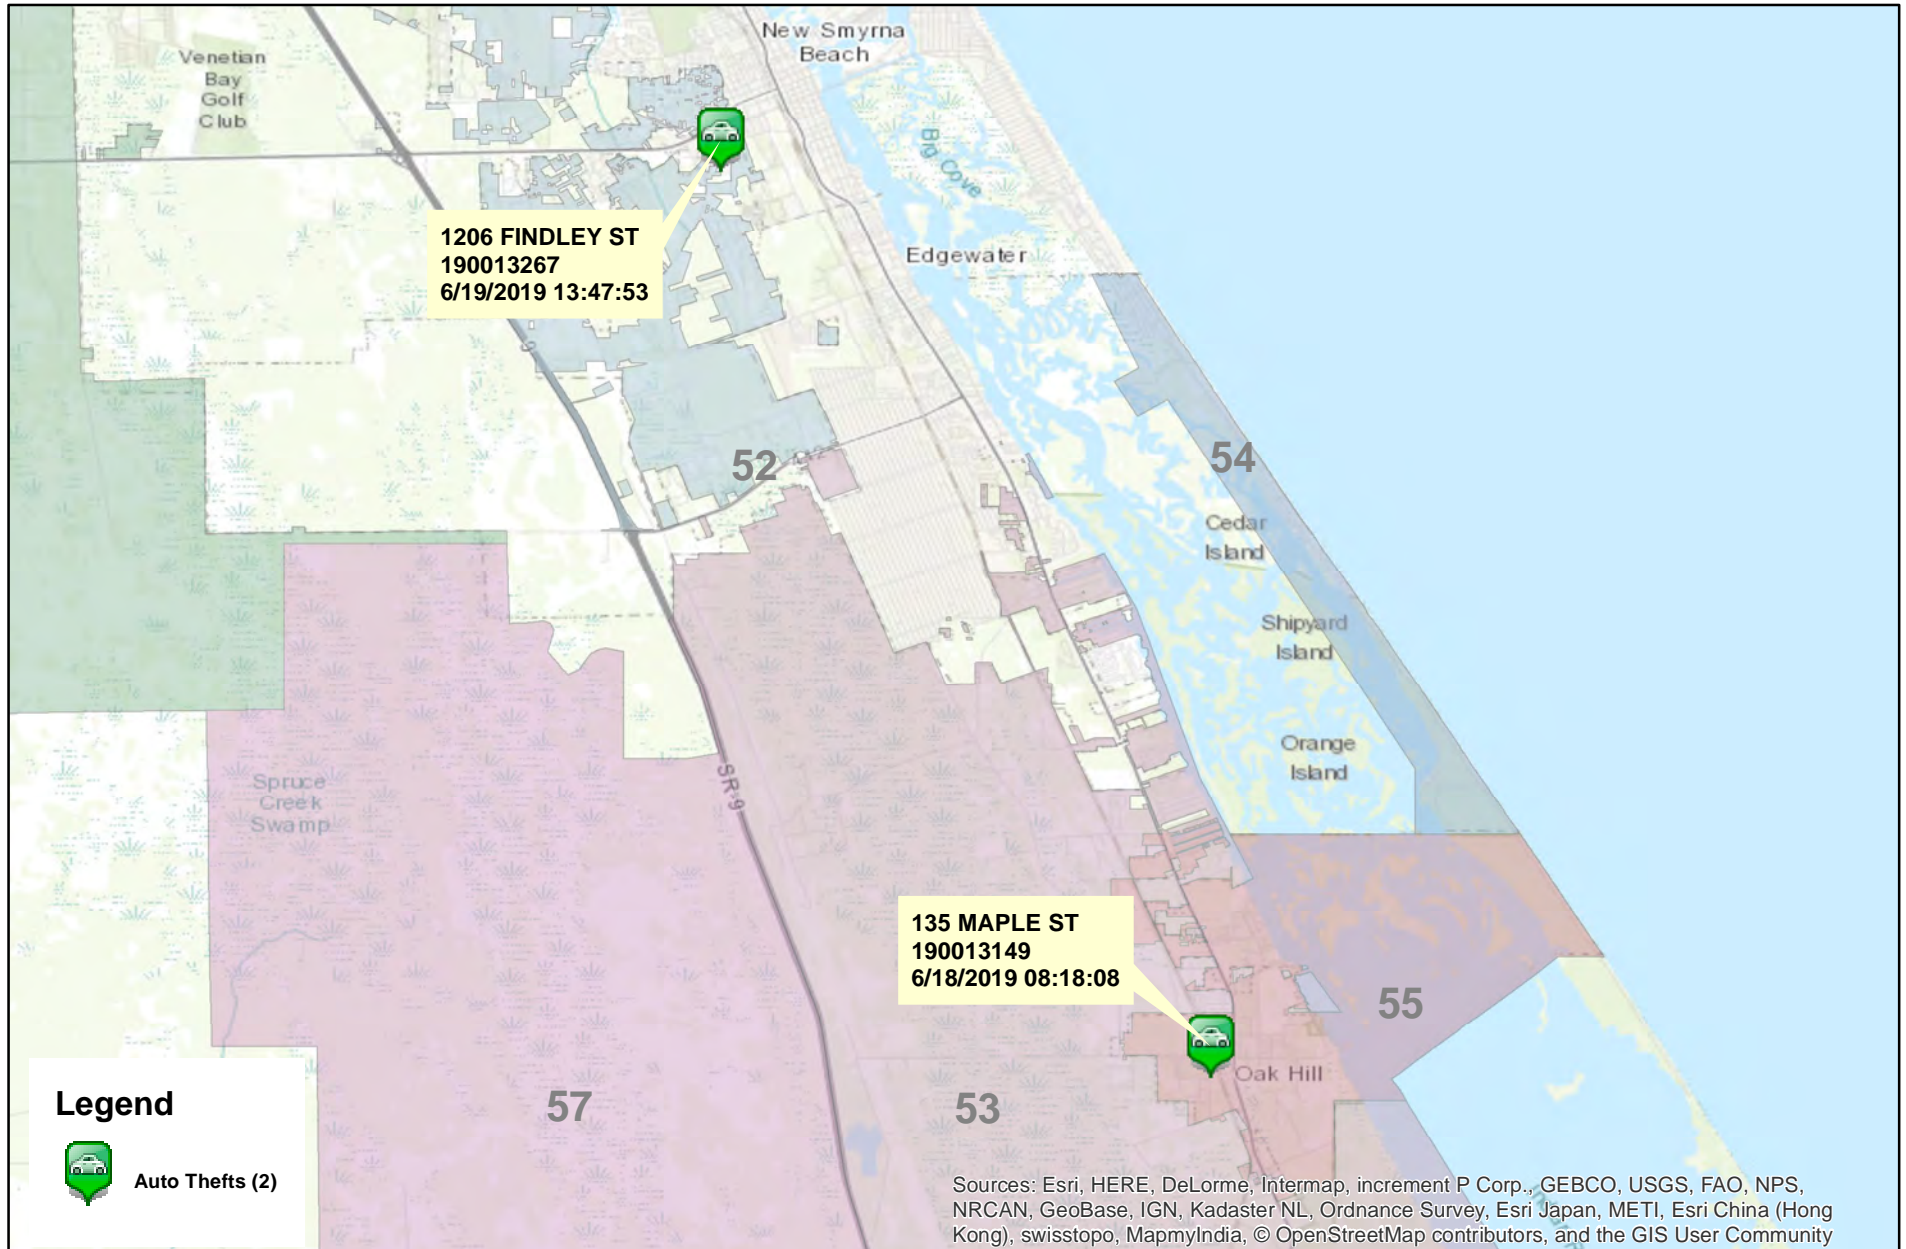 New Smyrna
Beach
Venetian
Bay
Golf
Club
Big Cove
1206 FINDLEY ST
190013267
6/19/2019 13:47:53
Edgewater
9
52
54
Cedar
Island
Shipyard
Island
Orange
Island
SR 9
Spruce
Creek
Swamp
135 MAPLE ST
190013149
6/18/2019 08:18:08
55
Oak Hill
57
53
Legend
Auto Thefts (2)
Sources: Esri, HERE, DeLorme, Intermap, increment P Corp., GEBCO, USGS, FAO, NPS,
NRCAN, GeoBase, IGN, Kadaster NL, Ordnance Survey, Esri Japan, METI, Esri China (Hong
Kong), swisstopo, MapmyIndia, © OpenStreetMap contributors, and the GIS User Community